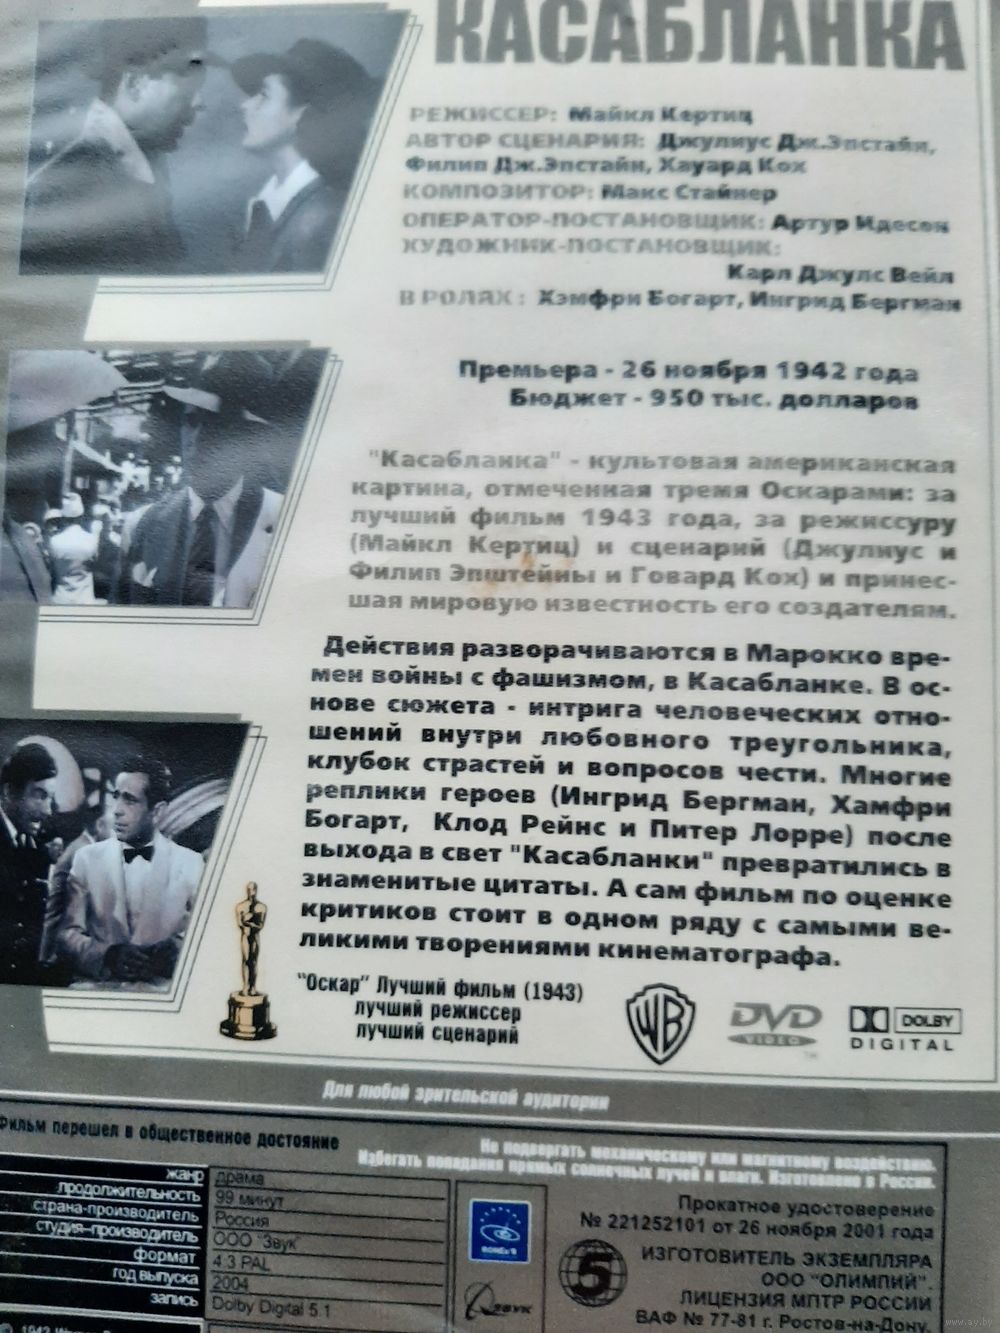 КАСАБЛАНКА
РЕЖИССЕР: Майкл Кертиц
АВТОР СЦЕНАРИЯ: Джулиус Дж.Эпстайн,
Филип Дж.Эпстайн, Хауард Кох
КОМПОЗИТОР: Макс Стайнер
ОПЕРАТОР-ПОСТАНОВЩИК: Артур Идесон
ХУДОЖНИК-ПОСТАНОВЩИК:
Карл Джулс Вейл
В РОЛЯХ: Хэмфри Богарт, Ингрид Бергман
Премьера - 26 ноября 1942 года
Бюджет - 950 тыс. долларов
"Касабланка" - культовая американская
картина, отмеченная тремя Оскарами: за
лучший фильм 1943 года, за режиссуру
(Майкл Кертиц) и сценарий (Джулиус и
Филип Эпштейны и Говард Кох) и принес-
шая мировую известность его создателям.
Действия разворачиваются в Марокко вре-
мен войны с фашизмом, в Касабланке. В ос-
нове сюжета - интрига человеческих отно-
шений внутри любовного треугольника,
клубок страстей и вопросов чести. Многие
реплики героев (Ингрид Бергман, Хамфри
Богарт, Клод Рейнс и Питер Лорре) после
выхода в свет "Касабланки" превратились в
знаменитые цитаты. А сам фильм по оценке
критиков стоит в одном ряду с самыми ве-
ликими творениями кинематографа.
"Оскар" Лучший фильм (1943)
лучший режиссер
лучший сценарий
WB
DVD
VIDEO
TM
DOLBY
DIGITAL
Для любой зрительской аудитории
Фильм перешел в общественное достояние
Не подвергать механическому или магнитному воздействию.
Избегать попадания прямых солнечных лучей и влаги. Изготовлено в России.
жанр драма
продолжительность 99 минут
страна-производитель Россия
студия-производитель ООО "Звук"
формат 4:3 PAL
год выпуска 2004
запись Dolby Digital 5.1
ЗВУК
Прокатное удостоверение
№ 221252101 от 26 ноября 2001 года
5
ИЗГОТОВИТЕЛЬ ЭКЗЕМПЛЯРА
ООО "ОЛИМПИЙ".
ЛИЦЕНЗИЯ МПТР РОССИИ
ВАФ № 77-81 г. Ростов-на-Дону.
© 1942
www.ay.by